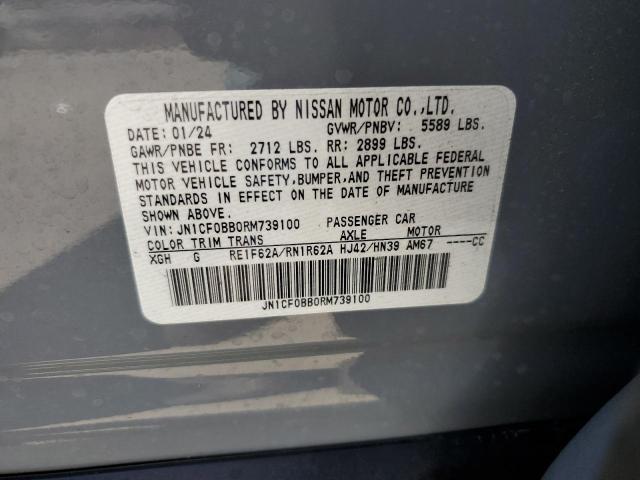 MANUFACTURED BY NISSAN MOTOR CO.,LTD.
DATE: 01/24 GVWR/PNBV: 5589 LBS.
GAWR/PNBE FR: 2712 LBS. RR: 2899 LBS.
THIS VEHICLE CONFORMS TO ALL APPLICABLE FEDERAL
MOTOR VEHICLE SAFETY,BUMPER,AND THEFT PREVENTION
STANDARDS IN EFFECT ON THE DATE OF MANUFACTURE
SHOWN ABOVE.
VIN: JN1CF0BB0RM739100 PASSENGER CAR
COLOR TRIM TRANS AXLE MOTOR
XGH G RE1F62A/RN1R62A HJ42/HN39 AM67 ----CC
JN1CF0BB0RM739100